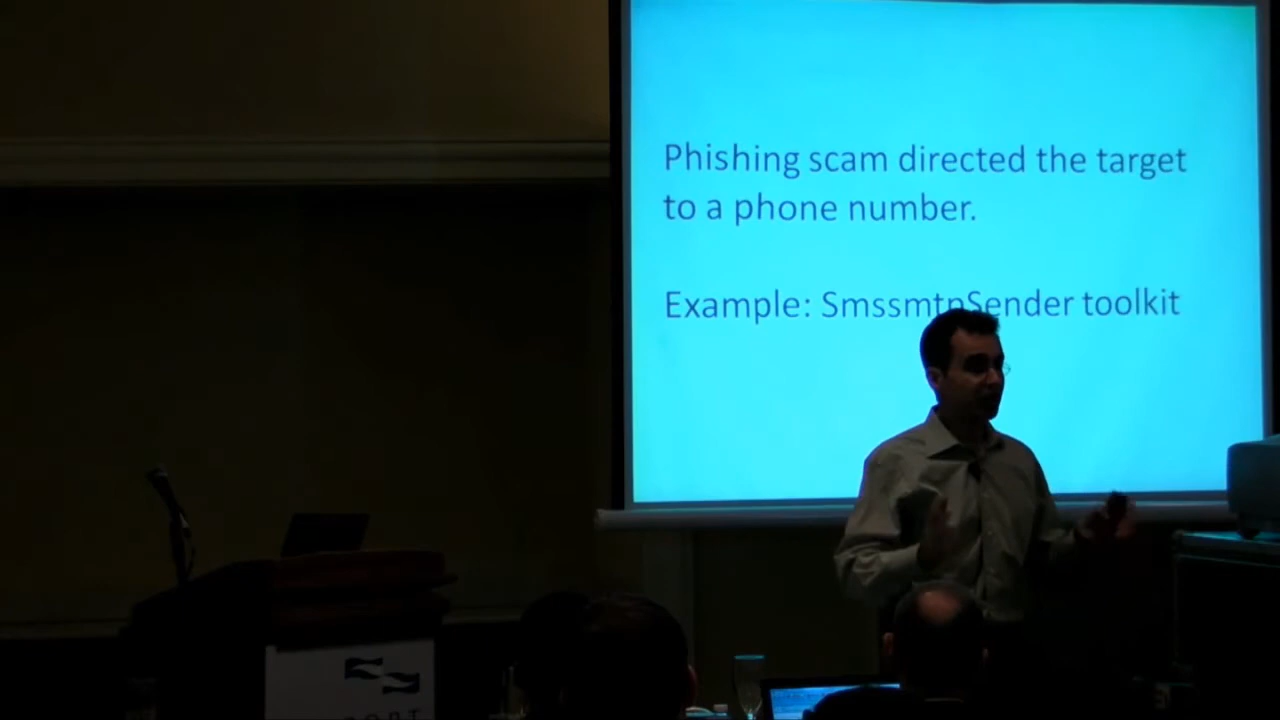 Phishing scam directed the target
to a phone number.
Example: SmssmtpSender toolkit